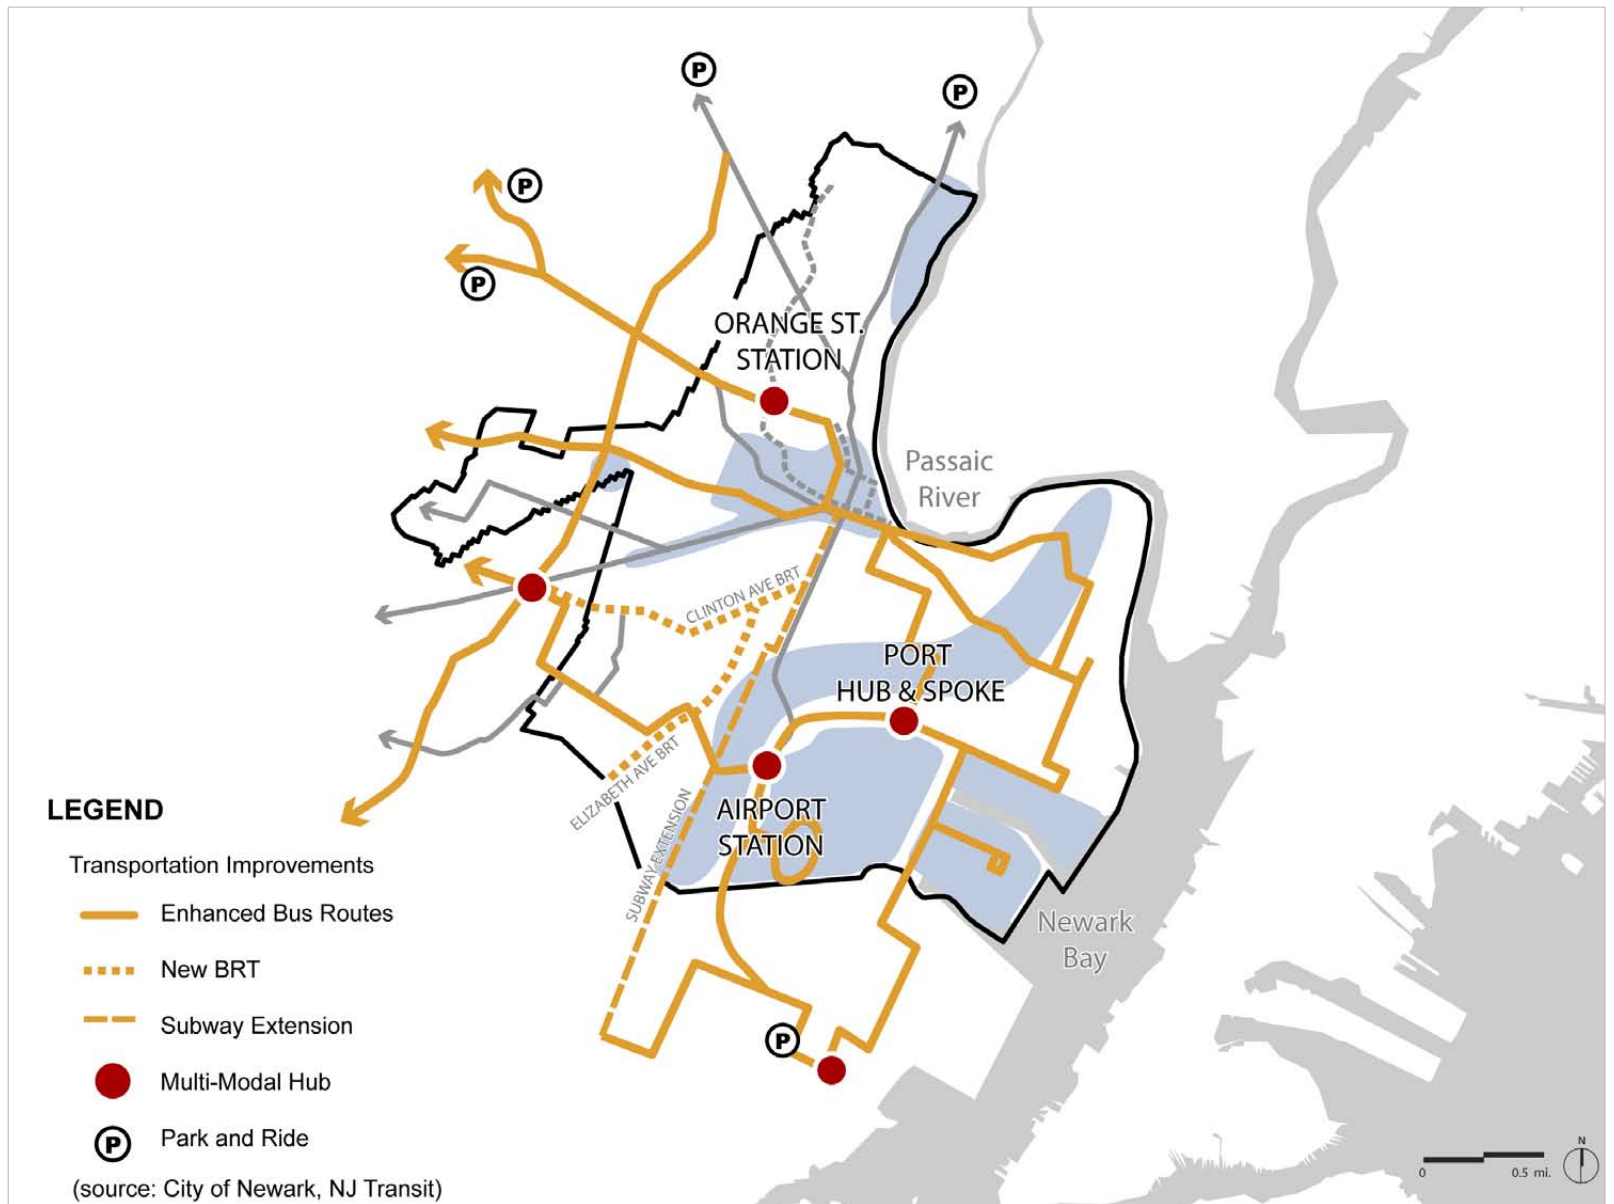 P
P
P
P
ORANGE ST.
STATION
Passaic
River
CLINTON AVE BRT
PORT
HUB & SPOKE
ELIZABETH AVE BRT
SUBWAY EXTENSION
AIRPORT
STATION
Newark
Bay
P
LEGEND
Transportation Improvements
Enhanced Bus Routes
New BRT
Subway Extension
Multi-Modal Hub
P
Park and Ride
(source: City of Newark, NJ Transit)
0
0.5 mi.
N